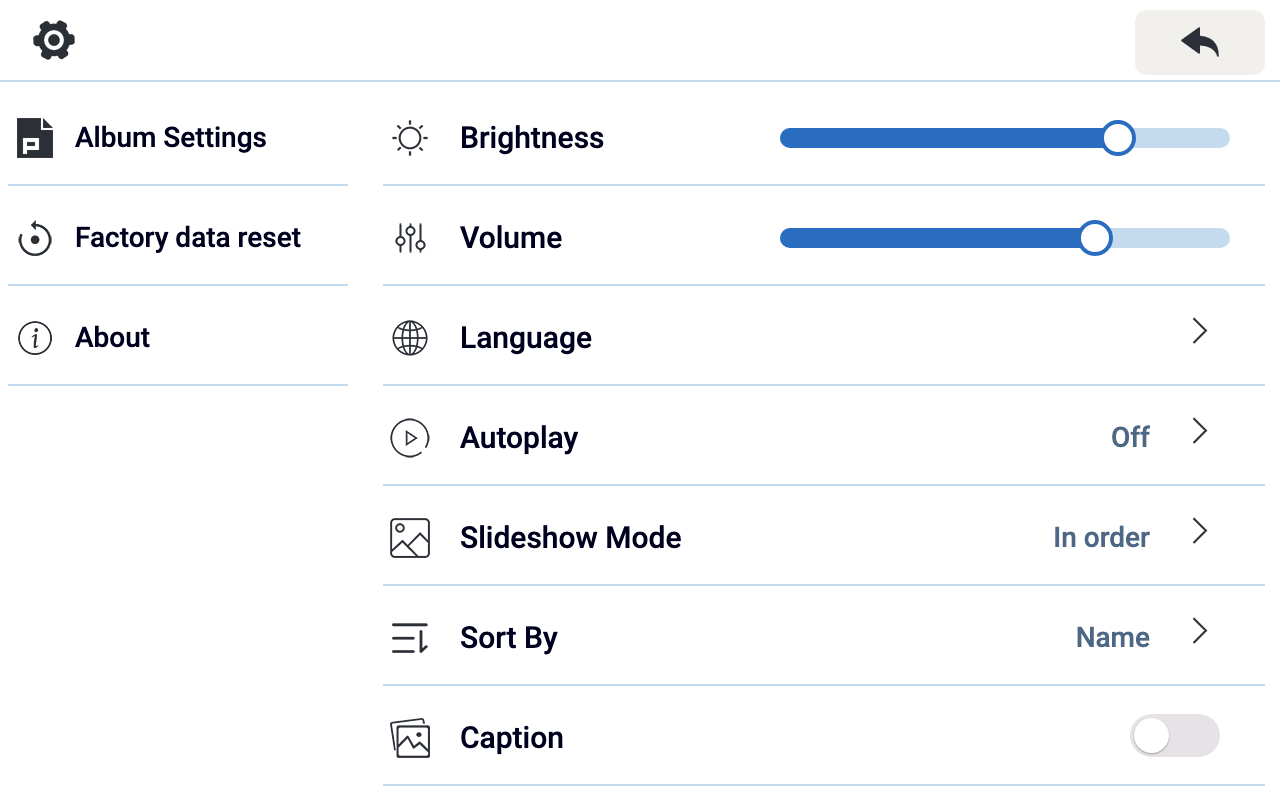 Album Settings
Factory data reset
About
Brightness
Volume
Language
Autoplay Off
Slideshow Mode In order
Sort By Name
Caption